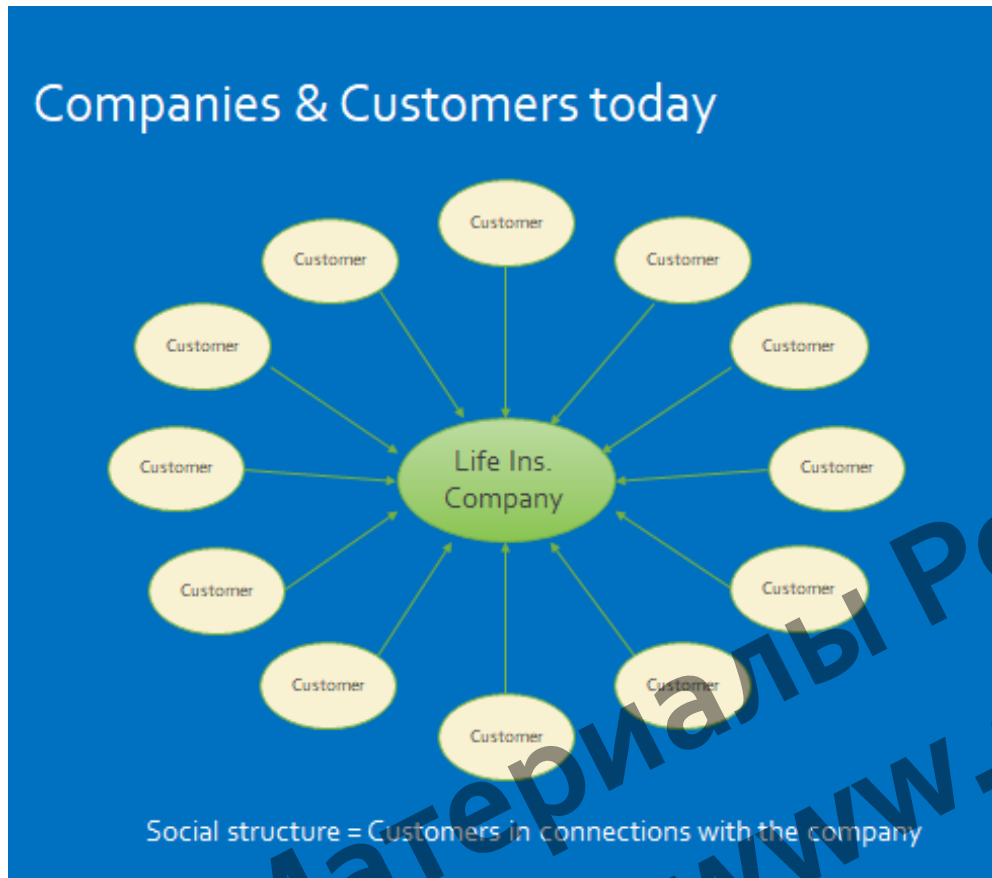 Companies & Customers today
Customer
Customer
Customer
Customer
Customer
Life Ins.
Company
Customer
Customer
Customer
Customer
Customer
Customer
Customer
Social structure = Customers in connections with the company
Материалы
www.